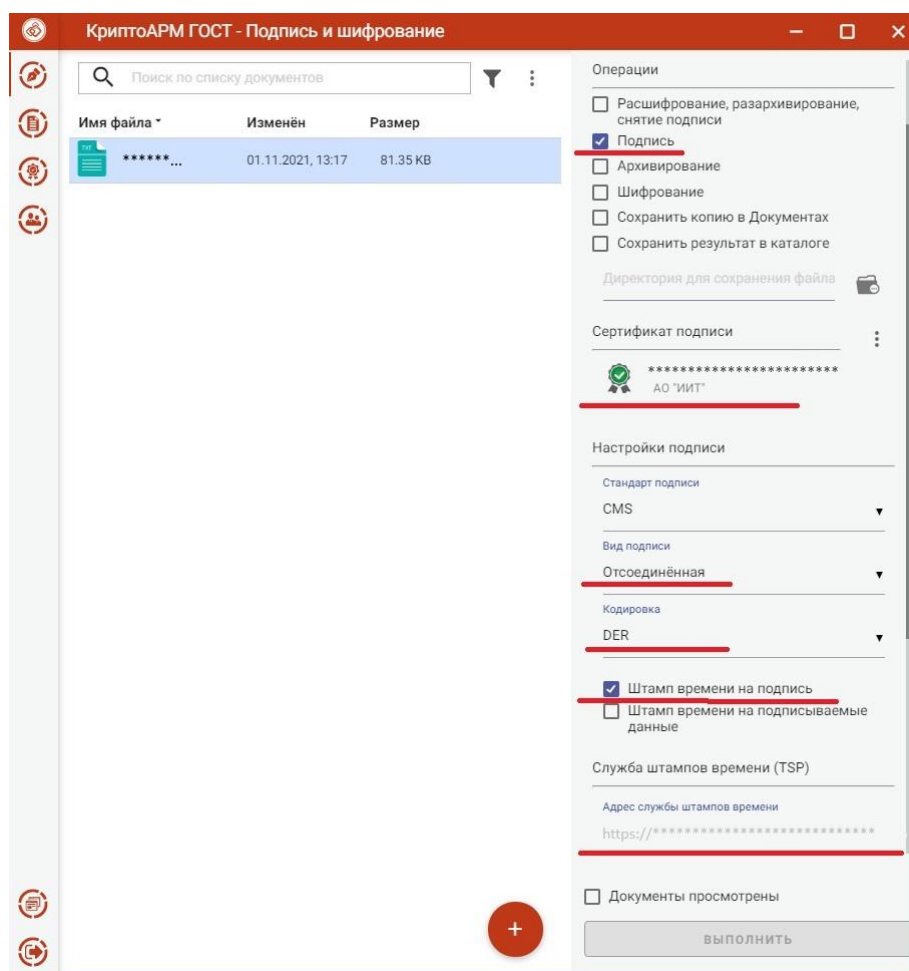 КриптоАРМ ГОСТ - Подпись и шифрование
Поиск по списку документов
Имя файла Изменён Размер
TXT
******... 01.11.2021, 13:17 81.35 KB
Операции
Расшифрование, разархивирование,
снятие подписи
Подпись
Архивирование
Шифрование
Сохранить копию в Документах
Сохранить результат в каталоге
Директория для сохранения файла
Сертификат подписи
************************
АО "ИИТ"
Настройки подписи
Стандарт подписи
CMS
Вид подписи
Отсоединённая
Кодировка
DER
Штамп времени на подпись
Штамп времени на подписываемые
данные
Служба штампов времени (TSP)
Адрес службы штампов времени
https://****************************
Документы просмотрены
ВЫПОЛНИТЬ